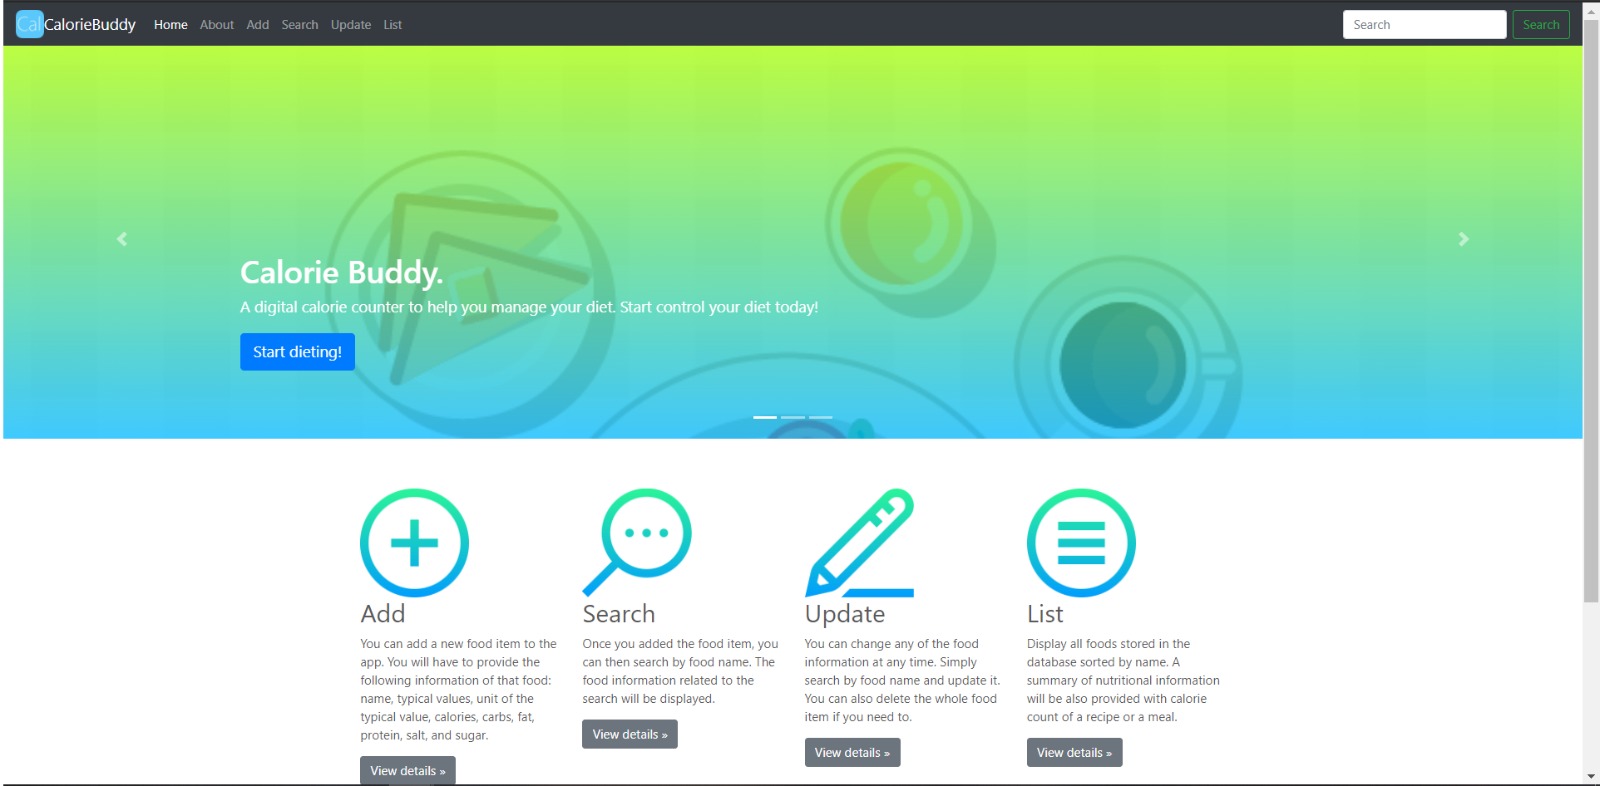 Cal CalorieBuddy Home About Add Search Update List Search Search
Calorie Buddy.
A digital calorie counter to help you manage your diet. Start control your diet today!
Start dieting!
Add
You can add a new food item to the
app. You will have to provide the
following information of that food:
name, typical values, unit of the
typical value, calories, carbs, fat,
protein, salt, and sugar.
View details »
Search
Once you added the food item, you
can then search by food name. The
food information related to the
search will be displayed.
View details »
Update
You can change any of the food
information at any time. Simply
search by food name and update it.
You can also delete the whole food
item if you need to.
View details »
List
Display all foods stored in the
database sorted by name. A
summary of nutritional information
will be also provided with calorie
count of a recipe or a meal.
View details »